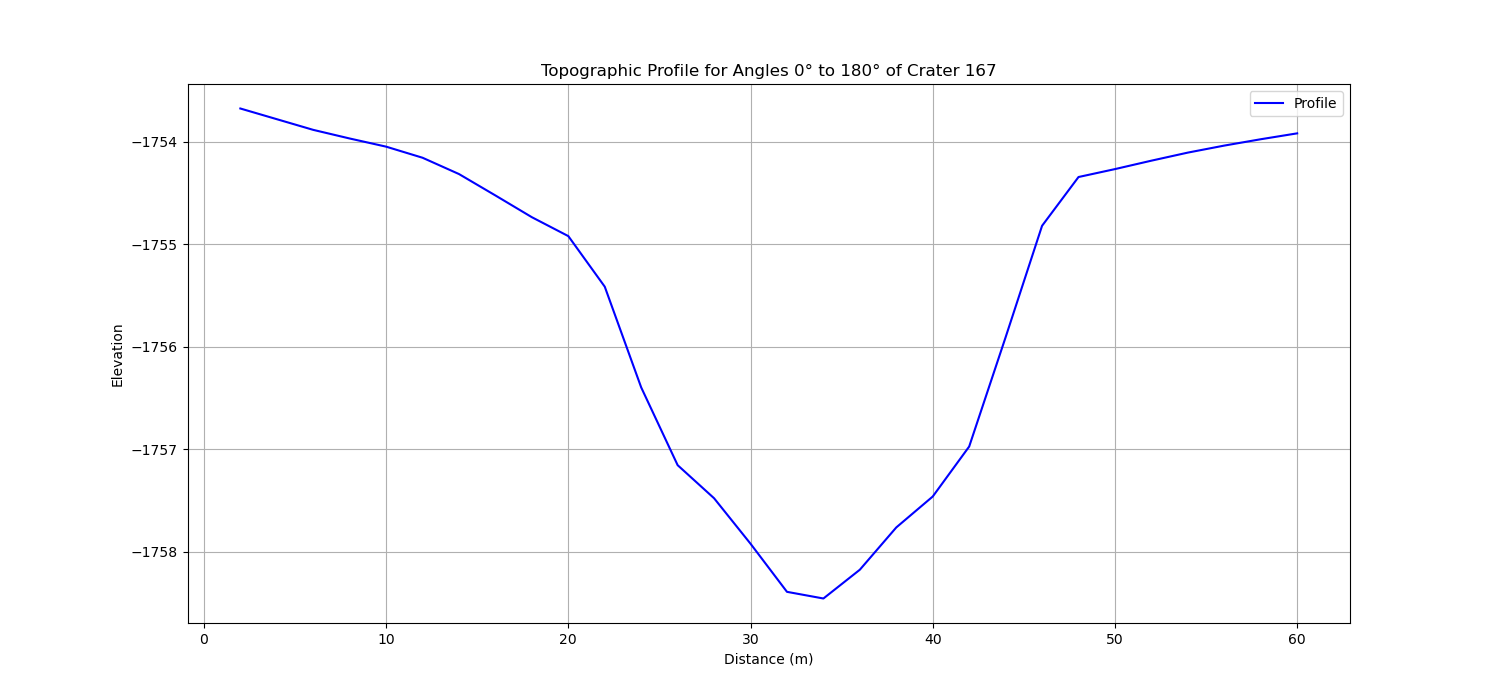 Topographic Profile for Angles 0° to 180° of Crater 167
Profile
−1754
−1755
−1756
−1757
−1758
Elevation
0 10 20 30 40 50 60
Distance (m)